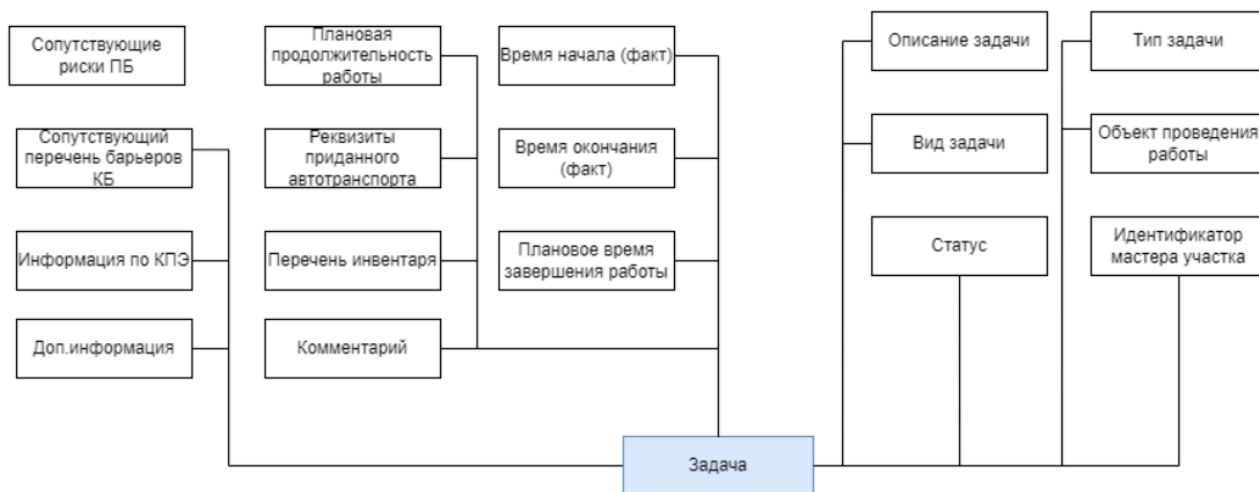 Сопутствующие
риски ПБ
Плановая
продолжительность
работы
Время начала (факт)
Описание задачи
Тип задачи
Сопутствующий
перечень барьеров
КБ
Реквизиты
приданного
автотранспорта
Время окончания
(факт)
Вид задачи
Объект проведения
работы
Информация по КПЭ
Перечень инвентаря
Плановое время
завершения работы
Статус
Идентификатор
мастера участка
Доп.информация
Комментарий
Задача